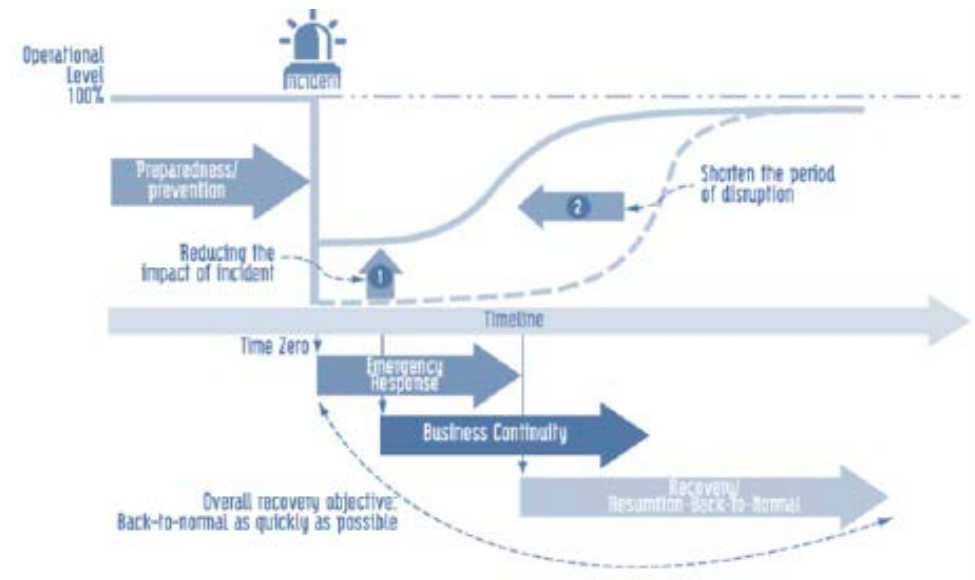 Operational
Level
100%
Incident
Preparedness/
prevention
Reducing the
impact of incident
1
2
Shorten the period
of disruption
Timeline
Time Zero
Emergency
Response
Business Continuity
Recovery/
Resumtion-Back-to-Normal
Overall recovery objective:
Back-to-normal as quickly as possible